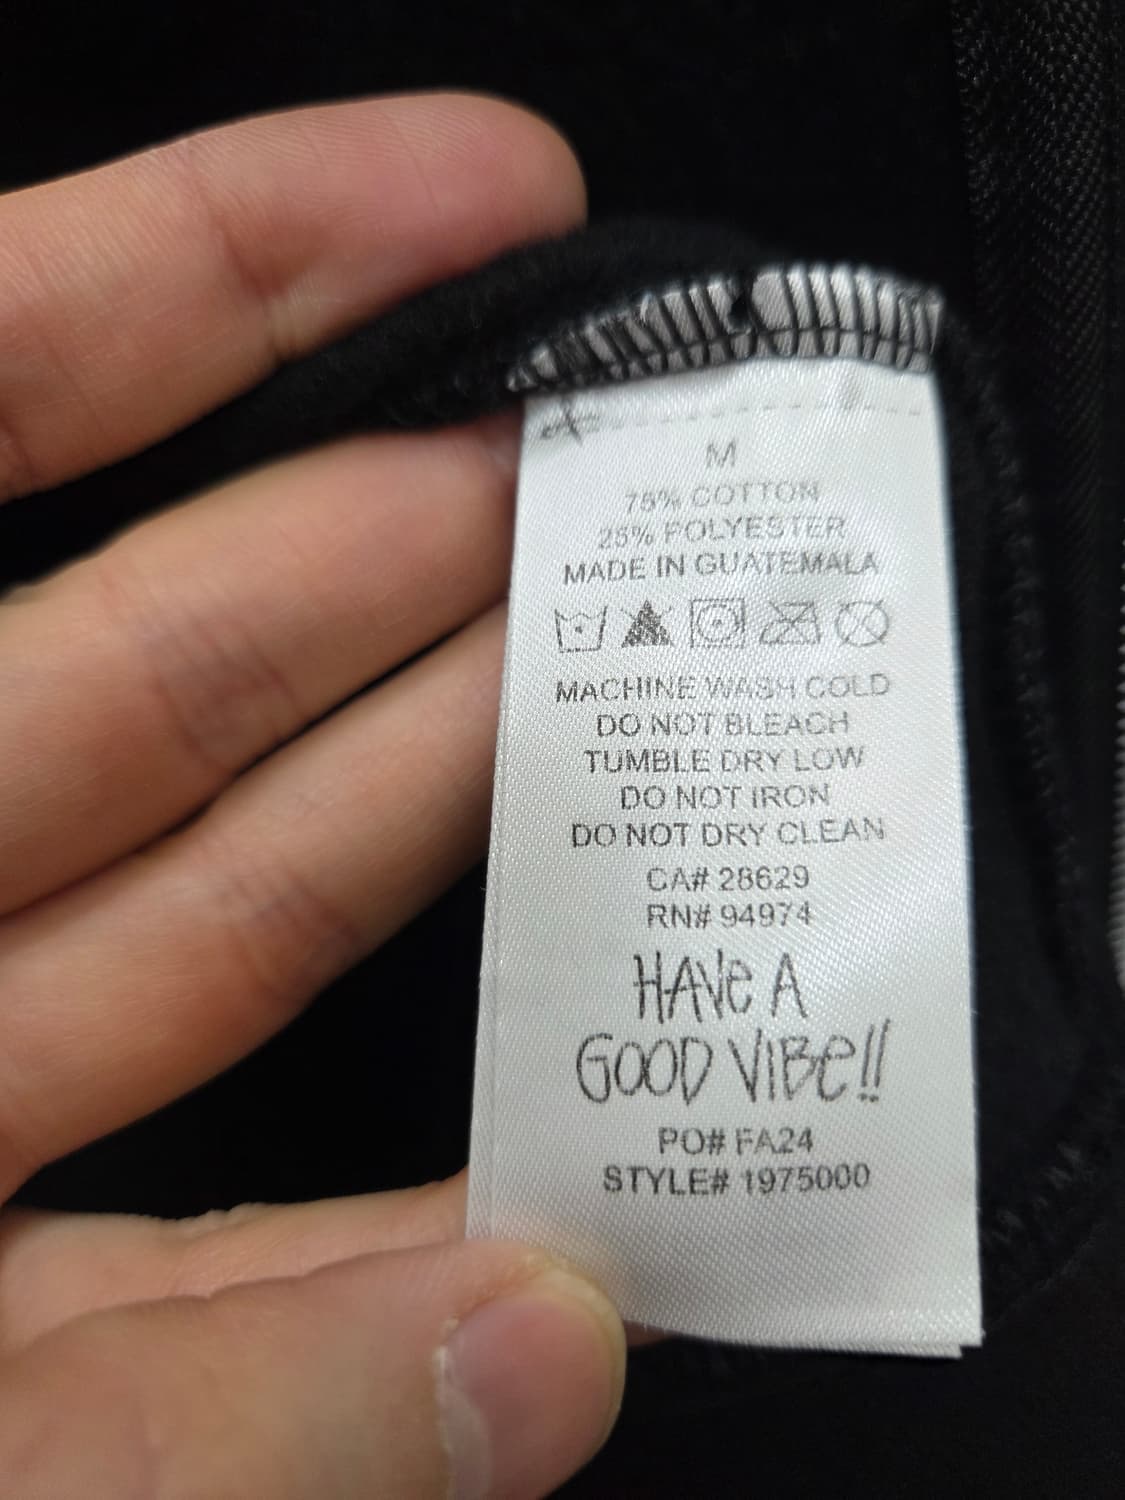 M
75% COTTON
25% POLYESTER
MADE IN GUATEMALA
MACHINE WASH COLD
DO NOT BLEACH
TUMBLE DRY LOW
DO NOT IRON
DO NOT DRY CLEAN
CA# 28629
RN# 94974
HAVe A
GOOD VIBe!!
PO# FA24
STYLE# 1975000